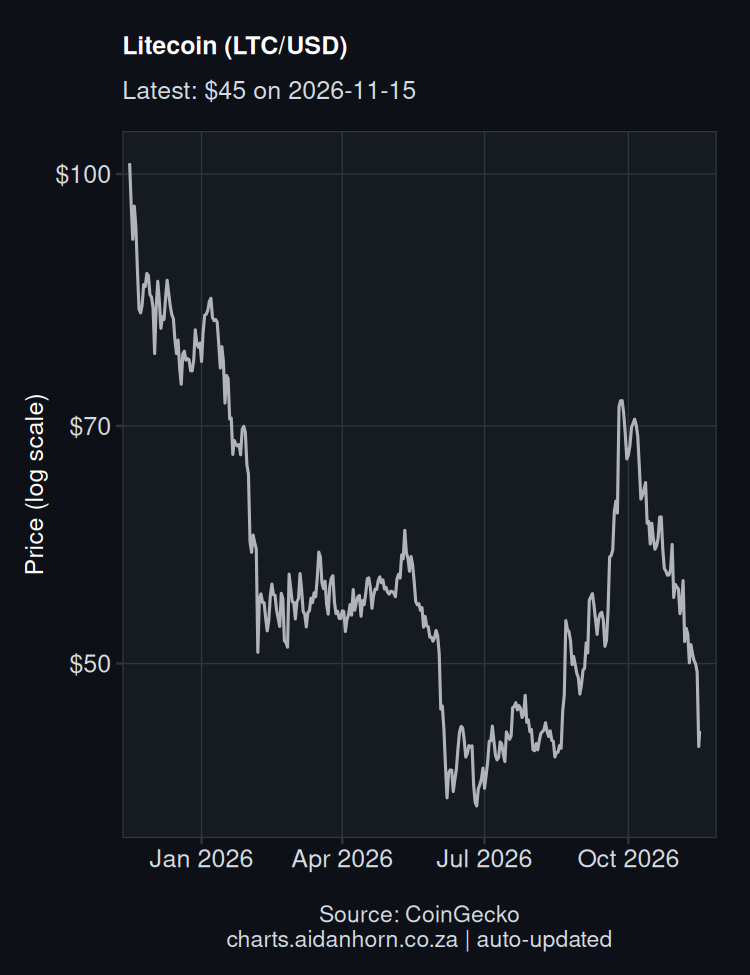 Litecoin (LTC/USD)
Latest: $45 on 2026-11-15
$100
$70
$50
Price (log scale)
Jan 2026
Apr 2026
Jul 2026
Oct 2026
Source: CoinGecko
charts.aidanhorn.co.za | auto-updated